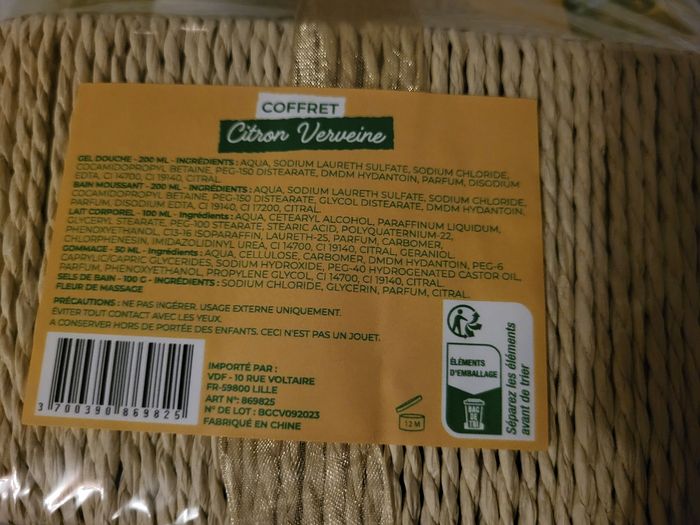 COFFRET
Citron Verveine
GEL DOUCHE - 200 ML - INGRÉDIENTS : AQUA, SODIUM LAURETH SULFATE, SODIUM CHLORIDE,
COCAMIDOPROPYL BETAINE, PEG-150 DISTEARATE, DMDM HYDANTOIN, PARFUM, DISODIUM
EDTA, CI 14700, CI 19140, CITRAL.
BAIN MOUSSANT - 200 ML - INGRÉDIENTS : AQUA, SODIUM LAURETH SULFATE, SODIUM CHLORIDE,
COCAMIDOPROPYL BETAINE, PEG-150 DISTEARATE, GLYCOL DISTEARATE, DMDM HYDANTOIN,
PARFUM, DISODIUM EDTA, CI 19140, CI 17200, CITRAL.
LAIT CORPOREL - 100 ML - Ingrédients : AQUA, CETEARYL ALCOHOL, PARAFFINUM LIQUIDUM,
GLYCERYL STEARATE, PEG-100 STEARATE, STEARIC ACID, POLYQUATERNIUM-22,
PHENOXYETHANOL, C13-16 ISOPARAFFIN, LAURETH-25, PARFUM, CARBOMER,
CHLORPHENESIN, IMIDAZOLIDINYL UREA, CI 14700, CI 19140, CITRAL, GERANIOL.
GOMMAGE - 50 ML - Ingrédients : AQUA, CELLULOSE, CARBOMER, DMDM HYDANTOIN, PEG-6
CAPRYLIC/CAPRIC GLYCERIDES, SODIUM HYDROXIDE, PEG-40 HYDROGENATED CASTOR OIL,
PARFUM, PHENOXYETHANOL, PROPYLENE GLYCOL, CI 14700, CI 19140, CITRAL.
SELS DE BAIN - 100 G - INGRÉDIENTS : SODIUM CHLORIDE, GLYCERIN, PARFUM, CITRAL.
FLEUR DE MASSAGE
PRÉCAUTIONS : NE PAS INGÉRER. USAGE EXTERNE UNIQUEMENT.
ÉVITER TOUT CONTACT AVEC LES YEUX.
A CONSERVER HORS DE PORTÉE DES ENFANTS. CECI N'EST PAS UN JOUET.
3 700390 869825
IMPORTÉ PAR :
VDF - 10 RUE VOLTAIRE
FR-59800 LILLE
ART N°: 869825
N° DE LOT : BGCV092023
FABRIQUÉ EN CHINE
12 M
ÉLÉMENTS
D'EMBALLAGE
BAC
DE
TRI
Séparez les éléments
avant de trier